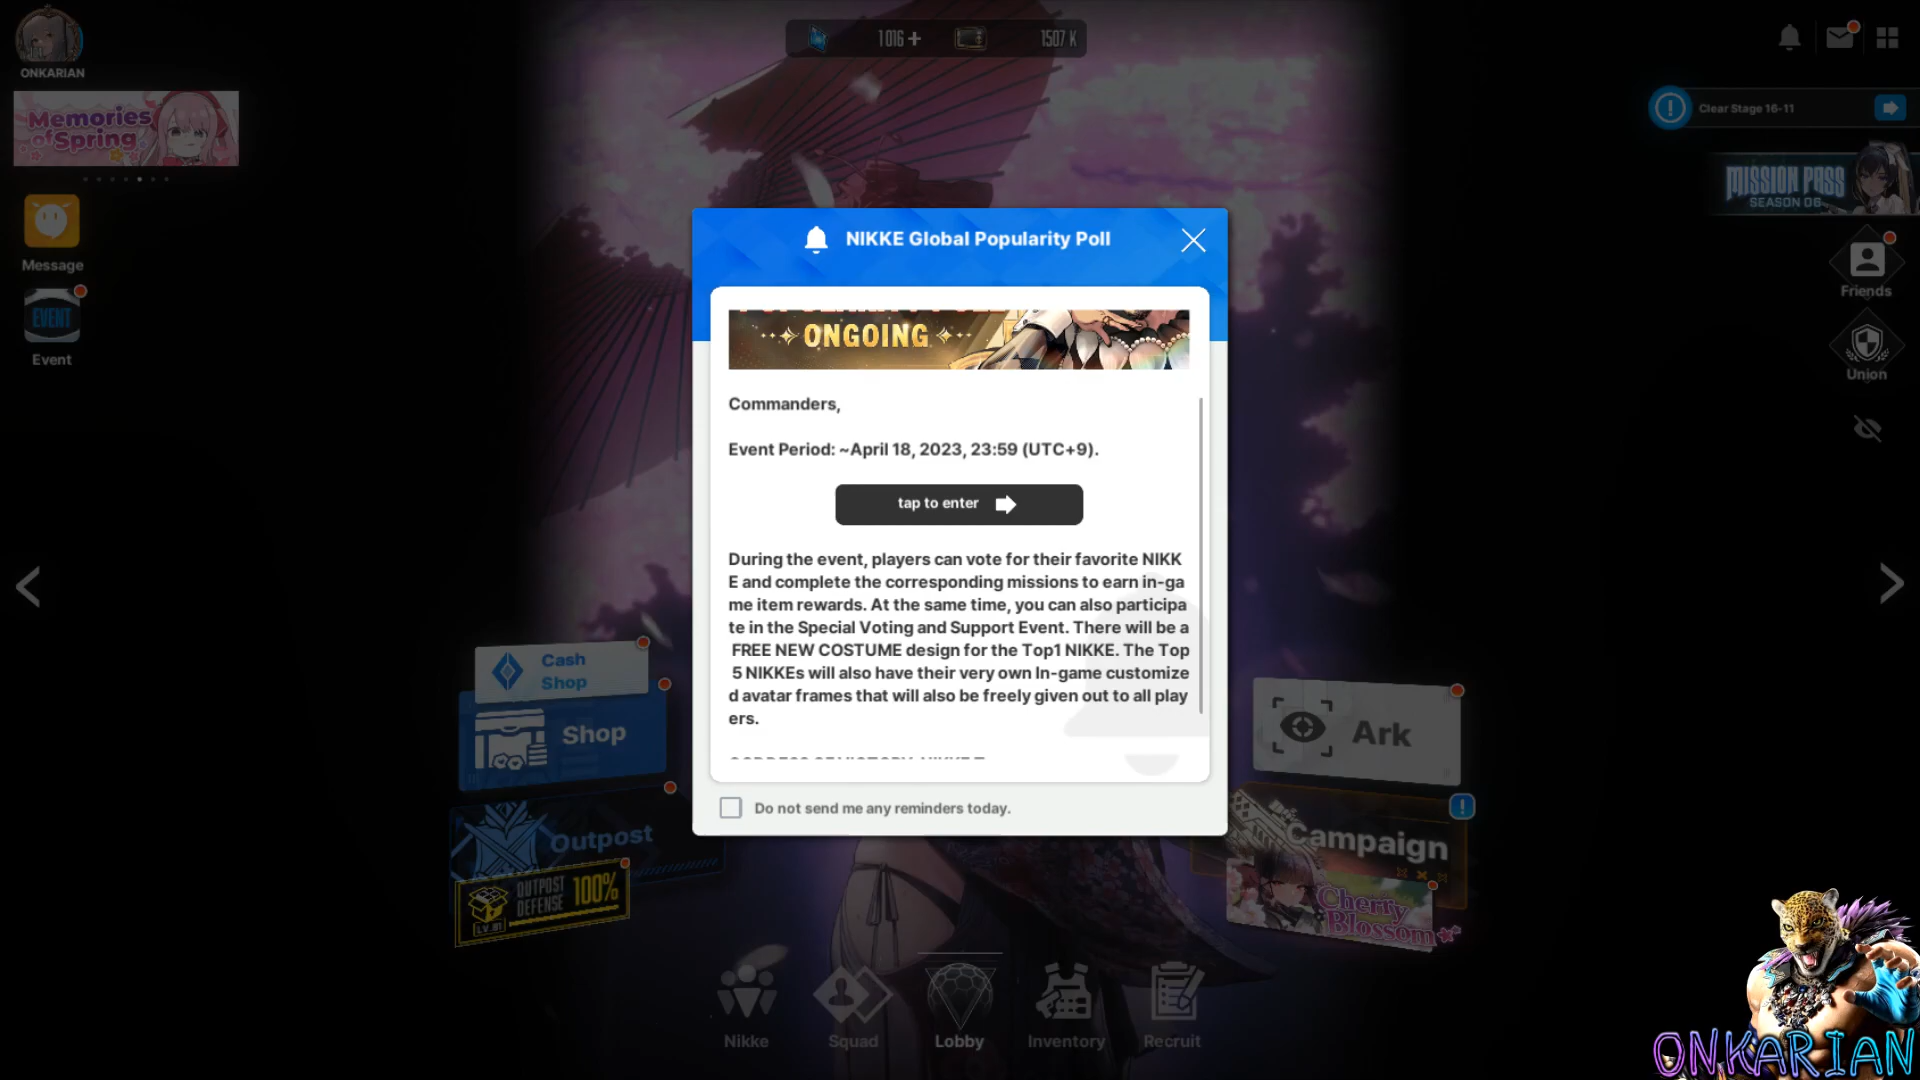 1016
1507 K
ONKARIAN
Memories
of Spring
Clear Stage 16-11
MISSION PASS
SEASON 06
Message
EVENT
Event
Friends
Union
NIKKE Global Popularity Poll
ONGOING
Commanders,
Event Period: ~April 18, 2023, 23:59 (UTC+9).
tap to enter
During the event, players can vote for their favorite NIKK
E and complete the corresponding missions to earn in-ga
me item rewards. At the same time, you can also participa
te in the Special Voting and Support Event. There will be a
FREE NEW COSTUME design for the Top1 NIKKE. The Top
5 NIKKEs will also have their very own In-game customize
d avatar frames that will also be freely given out to all play
ers.
Do not send me any reminders today.
Cash
Shop
Shop
Outpost
OUTPOST
DEFENSE 100%
LV.81
Ark
Campaign
Cherry
Blossom
Nikke
Squad
Lobby
Inventory
Recruit
ONKARIAN